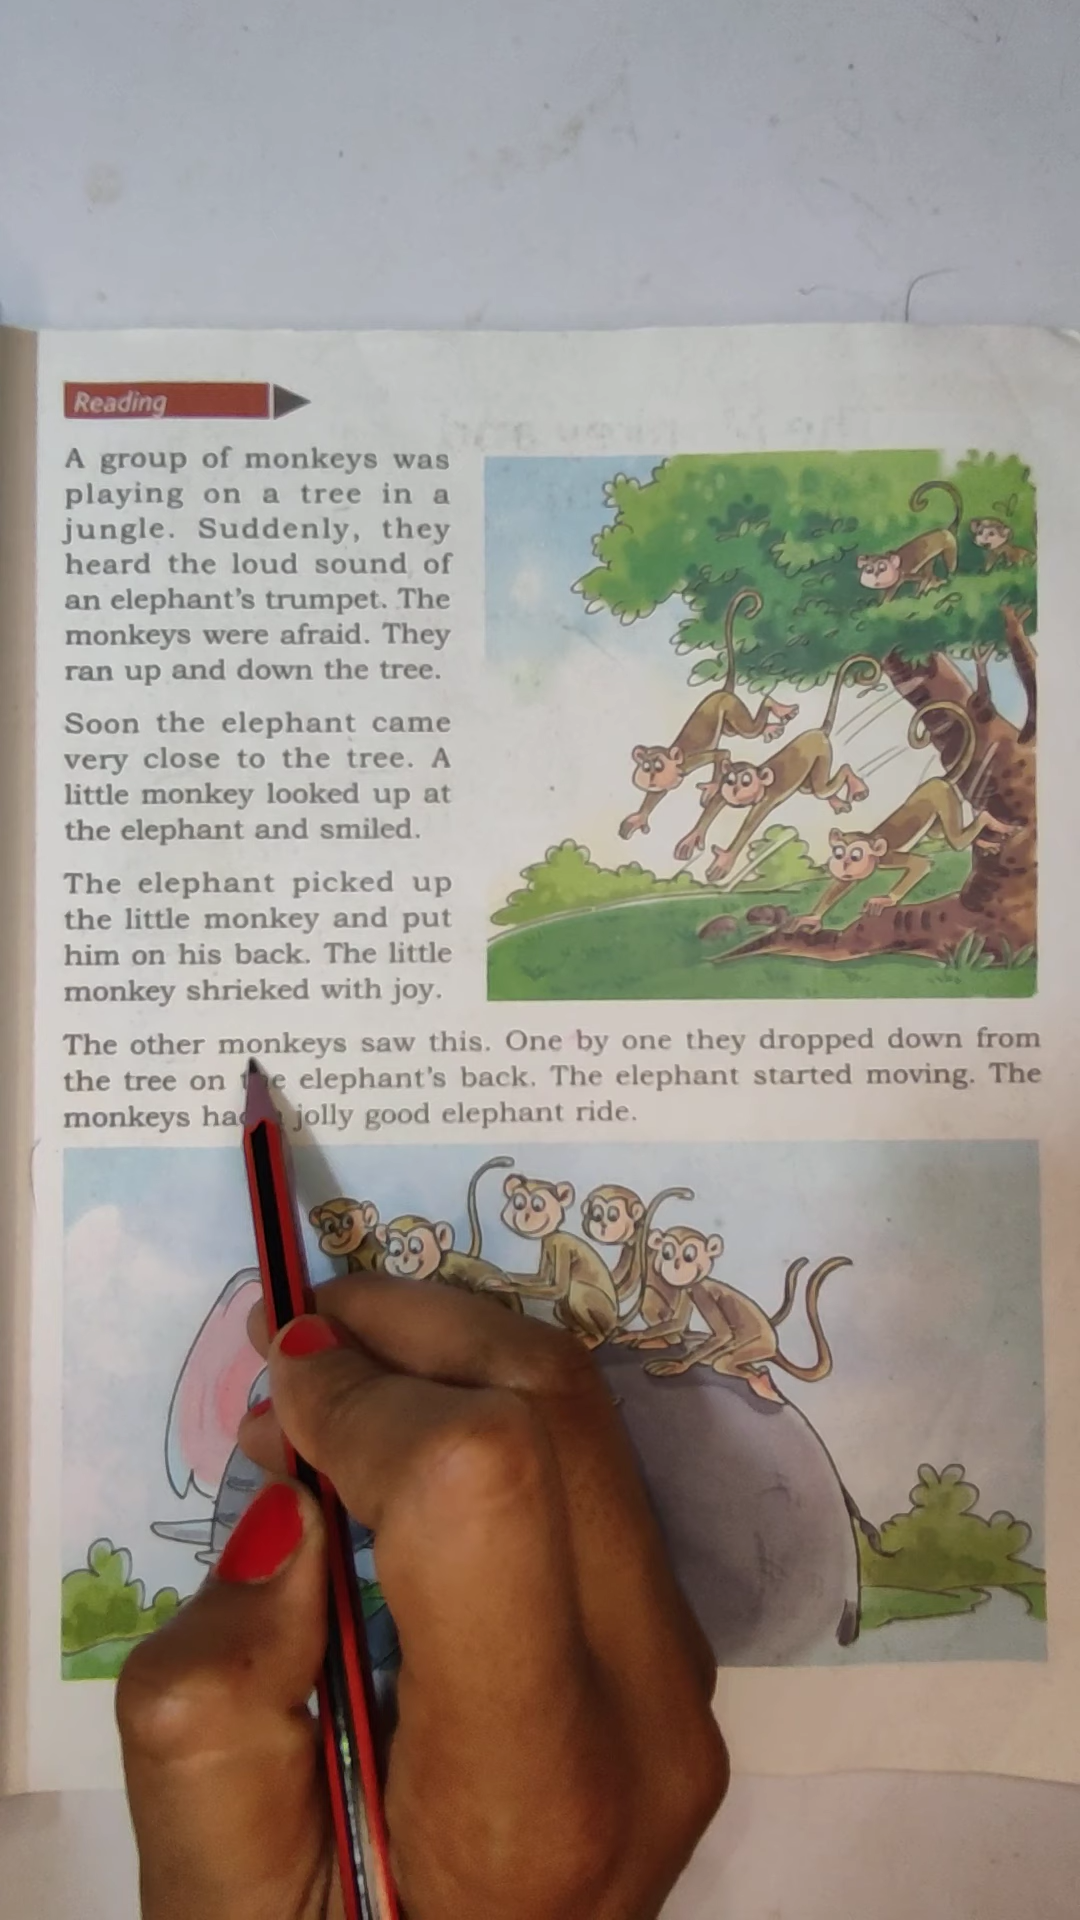 Reading
A group of monkeys was
playing on a tree in a
jungle. Suddenly, they
heard the loud sound of
an elephant's trumpet. The
monkeys were afraid. They
ran up and down the tree.
Soon the elephant came
very close to the tree. A
little monkey looked up at
the elephant and smiled.
The elephant picked up
the little monkey and put
him on his back. The little
monkey shrieked with joy.
The other monkeys saw this. One by one they dropped down from
the tree on the elephant's back. The elephant started moving. The
monkeys had jolly good elephant ride.